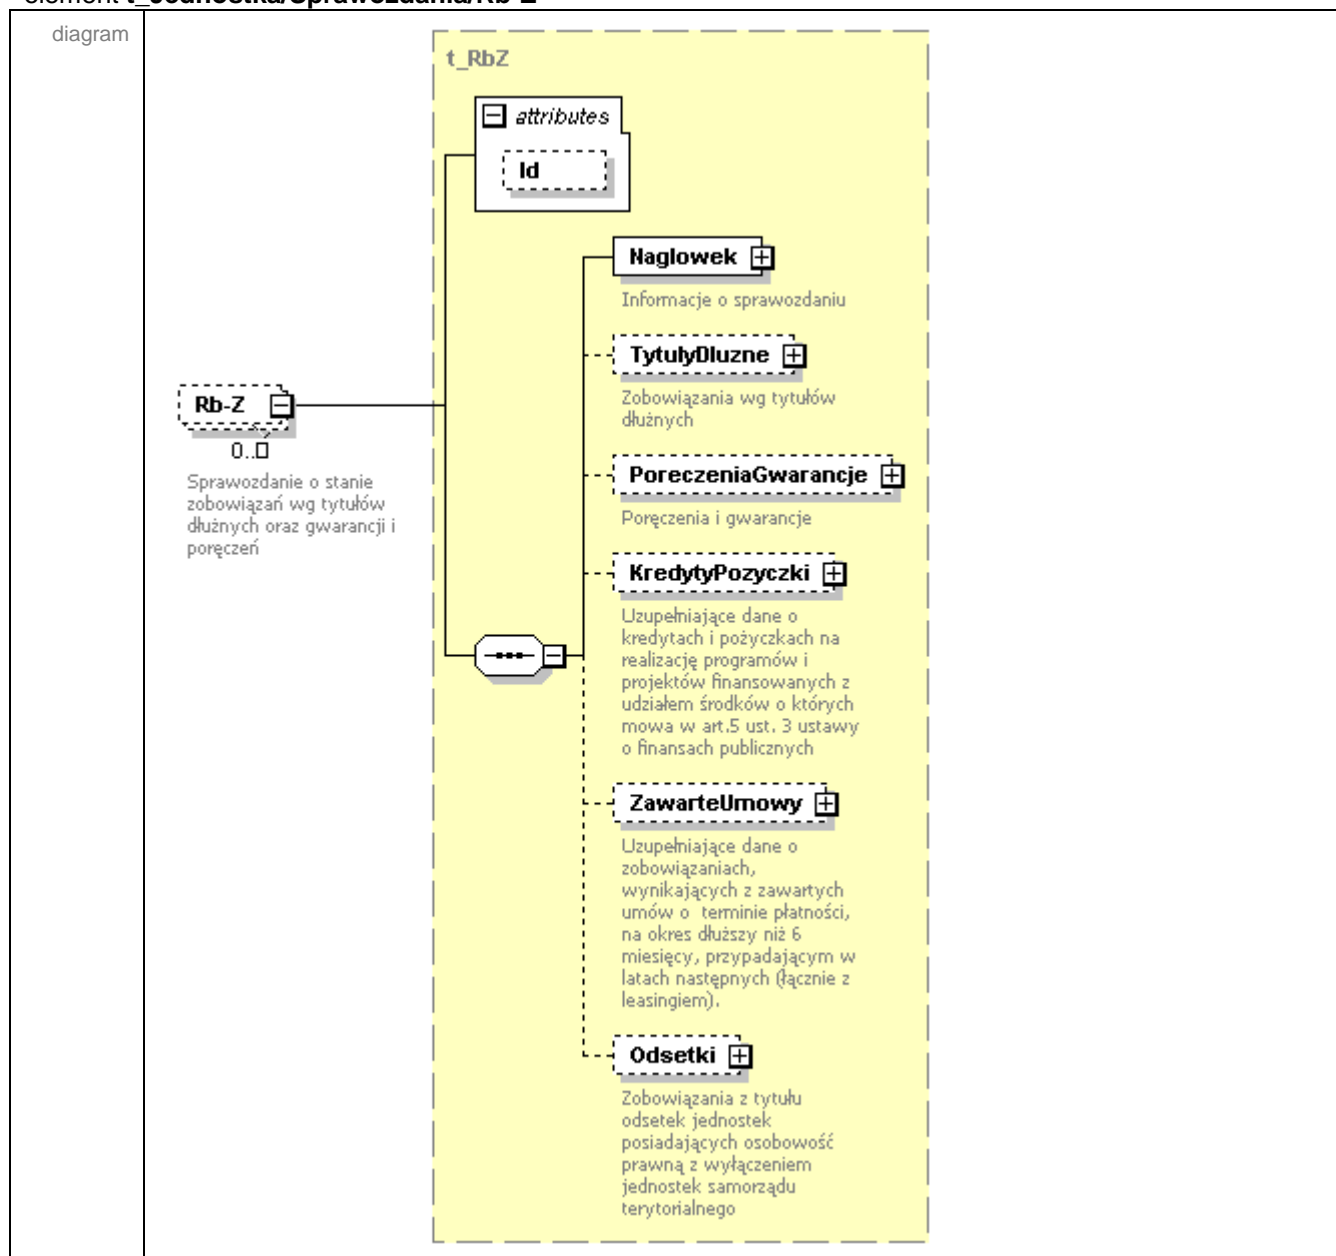 element t_Jednostka/Sprawozdania/Rb-Z
diagram
t_RbZ
attributes
Id
Naglowek
Informacje o sprawozdaniu
TytulyDluzne
Zobowiązania wg tytułów
dłużnych
Rb-Z
0..
Sprawozdanie o stanie
zobowiązań wg tytułów
dłużnych oraz gwarancji i
poręczeń
PoreczeniaGwarancje
Poręczenia i gwarancje
KredytyPozyczki
Uzupełniające dane o
kredytach i pożyczkach na
realizację programów i
projektów finansowanych z
udziałem środków o których
mowa w art.5 ust. 3 ustawy
o finansach publicznych
ZawarteUmowy
Uzupełniające dane o
zobowiązaniach,
wynikających z zawartych
umów o  terminie płatności,
na okres dłuższy niż 6
miesięcy, przypadającym w
latach następnych (łącznie z
leasingiem).
Odsetki
Zobowiązania z tytułu
odsetek jednostek
posiadających osobowość
prawną z wyłączeniem
jednostek samorządu
terytorialnego